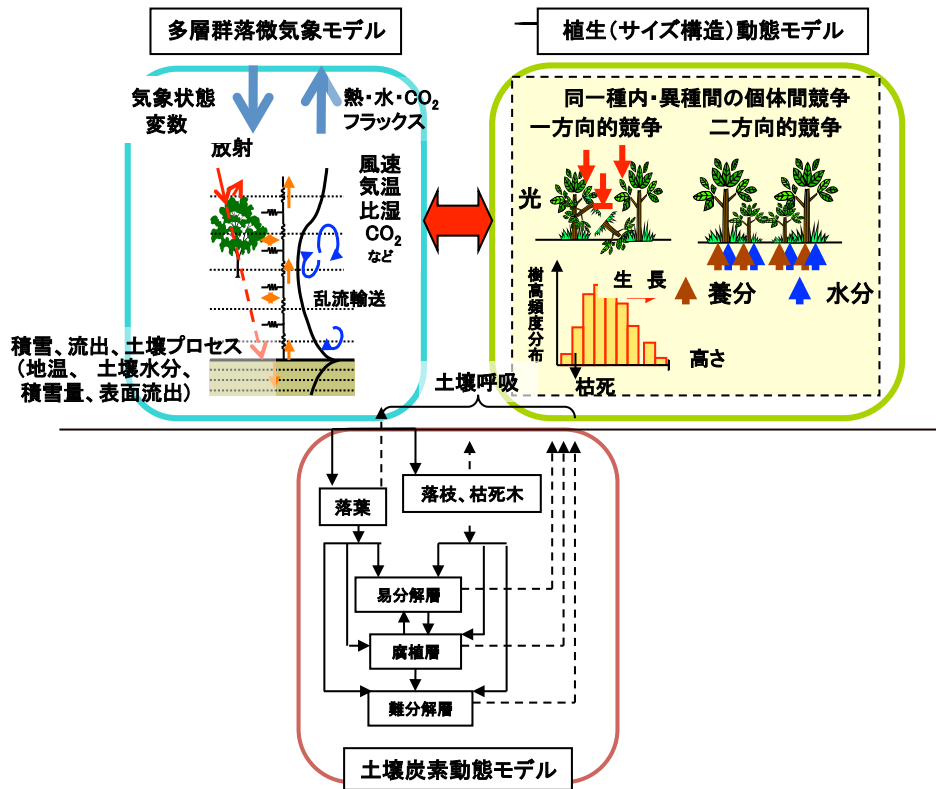 多層群落微気象モデル
気象状態
変数
熱・水・CO2
フラックス
放射
風速
気温
比湿
CO2
など
乱流輸送
積雪、流出、土壌プロセス
(地温、 土壌水分、
積雪量、表面流出)
植生(サイズ構造)動態モデル
同一種内・異種間の個体間競争
一方向的競争
二方向的競争
光
養分
水分
樹高頻度分布
生 長
高さ
枯死
土壌呼吸
落葉
落枝、枯死木
易分解層
腐植層
難分解層
土壌炭素動態モデル